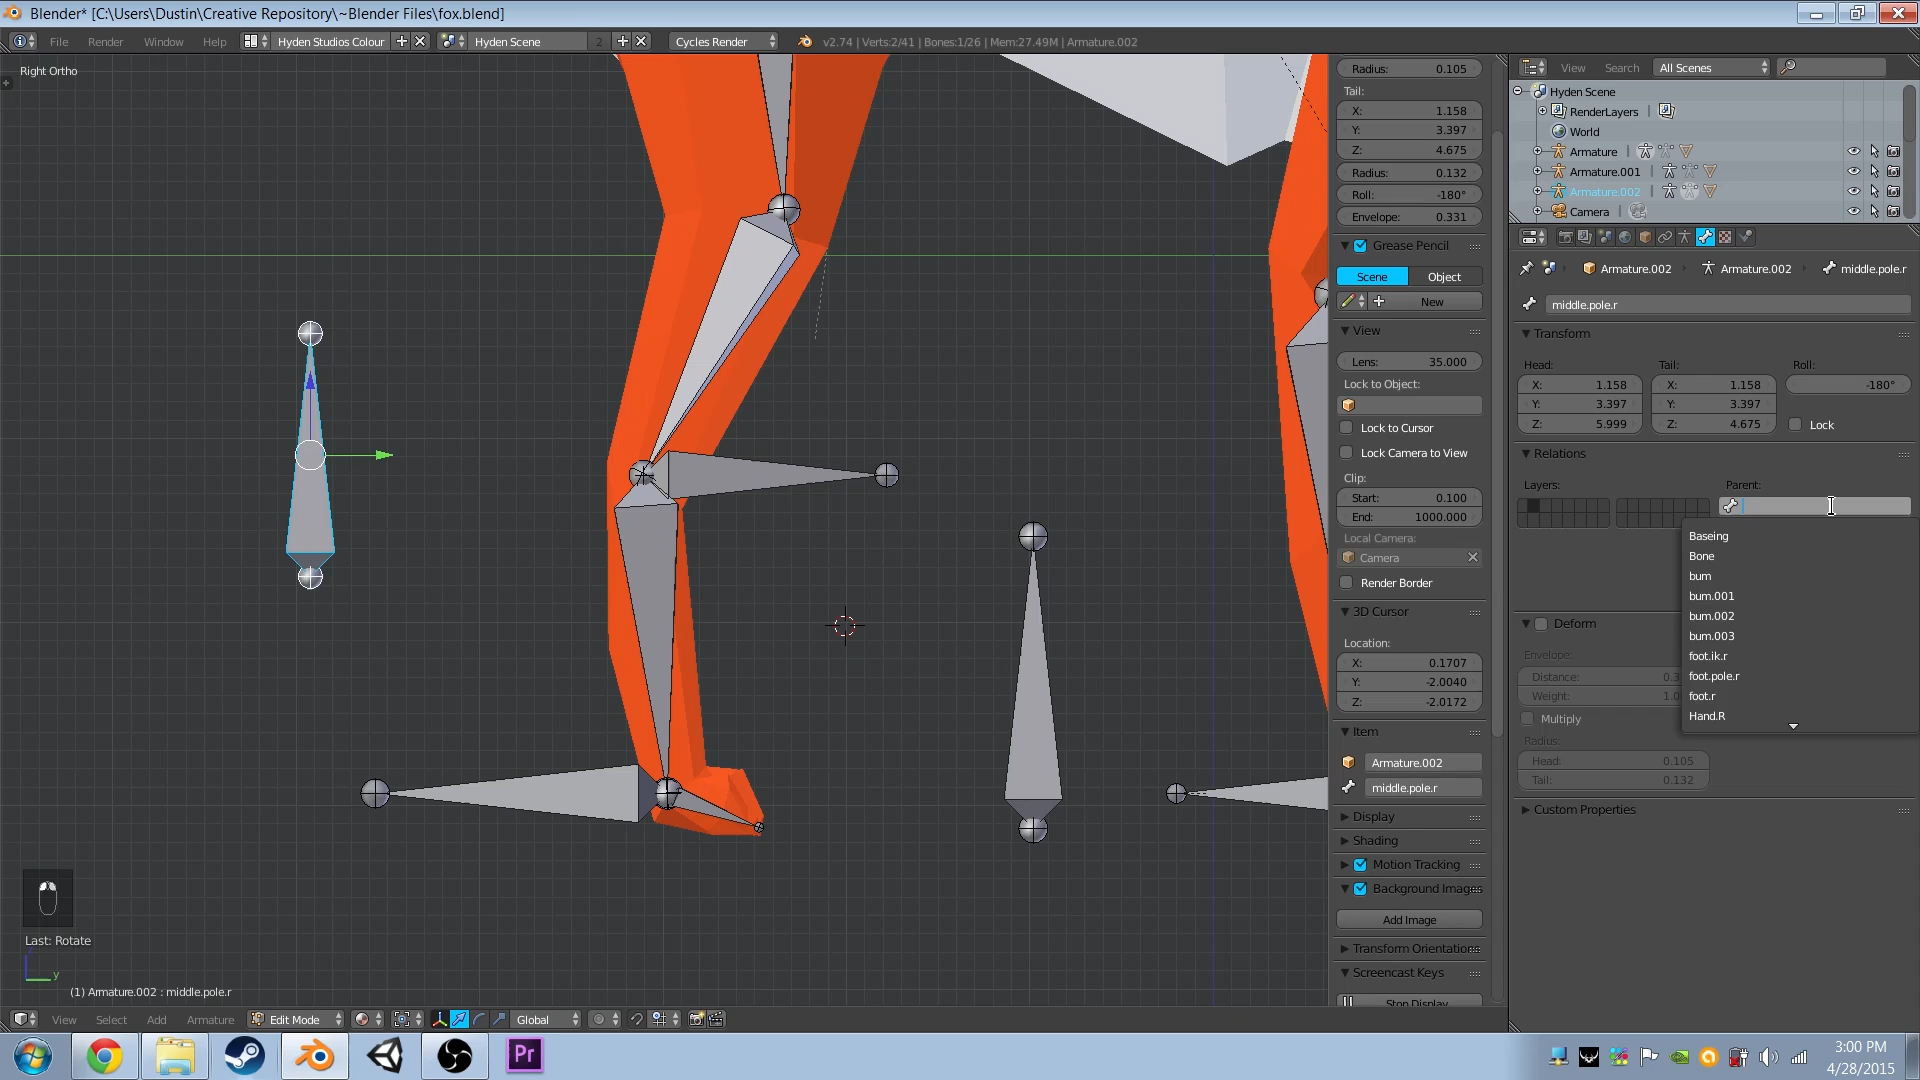 Blender* [C:\Users\Dustin\Creative Repository\~Blender Files\fox.blend]
File Render Window Help Hyden Studios Colour Hyden Scene 2 Cycles Render v2.74 | Verts:2/41 | Bones:1/26 | Mem:27.49M | Armature.002
Right Ortho
Last: Rotate
y
(1) Armature.002 : middle.pole.r
View Select Add Armature Edit Mode Global
Radius: 0.105
Tail:
X: 1.158
Y: 3.397
Z: 4.675
Radius: 0.132
Roll: -180°
Envelope: 0.331
Grease Pencil
Scene Object
New
View
Lens: 35.000
Lock to Object:
Lock to Cursor
Lock Camera to View
Clip:
Start: 0.100
End: 1000.000
Local Camera:
Camera
Render Border
3D Cursor
Location:
X: 0.1707
Y: -2.0040
Z: -2.0172
Item
Armature.002
middle.pole.r
Display
Shading
Motion Tracking
Background Images
Add Image
Transform Orientations
Screencast Keys
Stop Display
View Search All Scenes
Hyden Scene
RenderLayers
World
Armature
Armature.001
Armature.002
Camera
Armature.002 Armature.002 middle.pole.r
middle.pole.r
Transform
Head: Tail: Roll:
X: 1.158 X: 1.158 -180°
Y: 3.397 Y: 3.397
Z: 5.999 Z: 4.675 Lock
Relations
Layers: Parent:
Baseing
Bone
bum
bum.001
bum.002
bum.003
foot.ik.r
foot.pole.r
foot.r
Hand.R
Deform
Envelope:
Distance: 0.3
Weight: 1.0
Multiply
Radius:
Head: 0.105
Tail: 0.132
Custom Properties
Pr
3:00 PM
4/28/2015